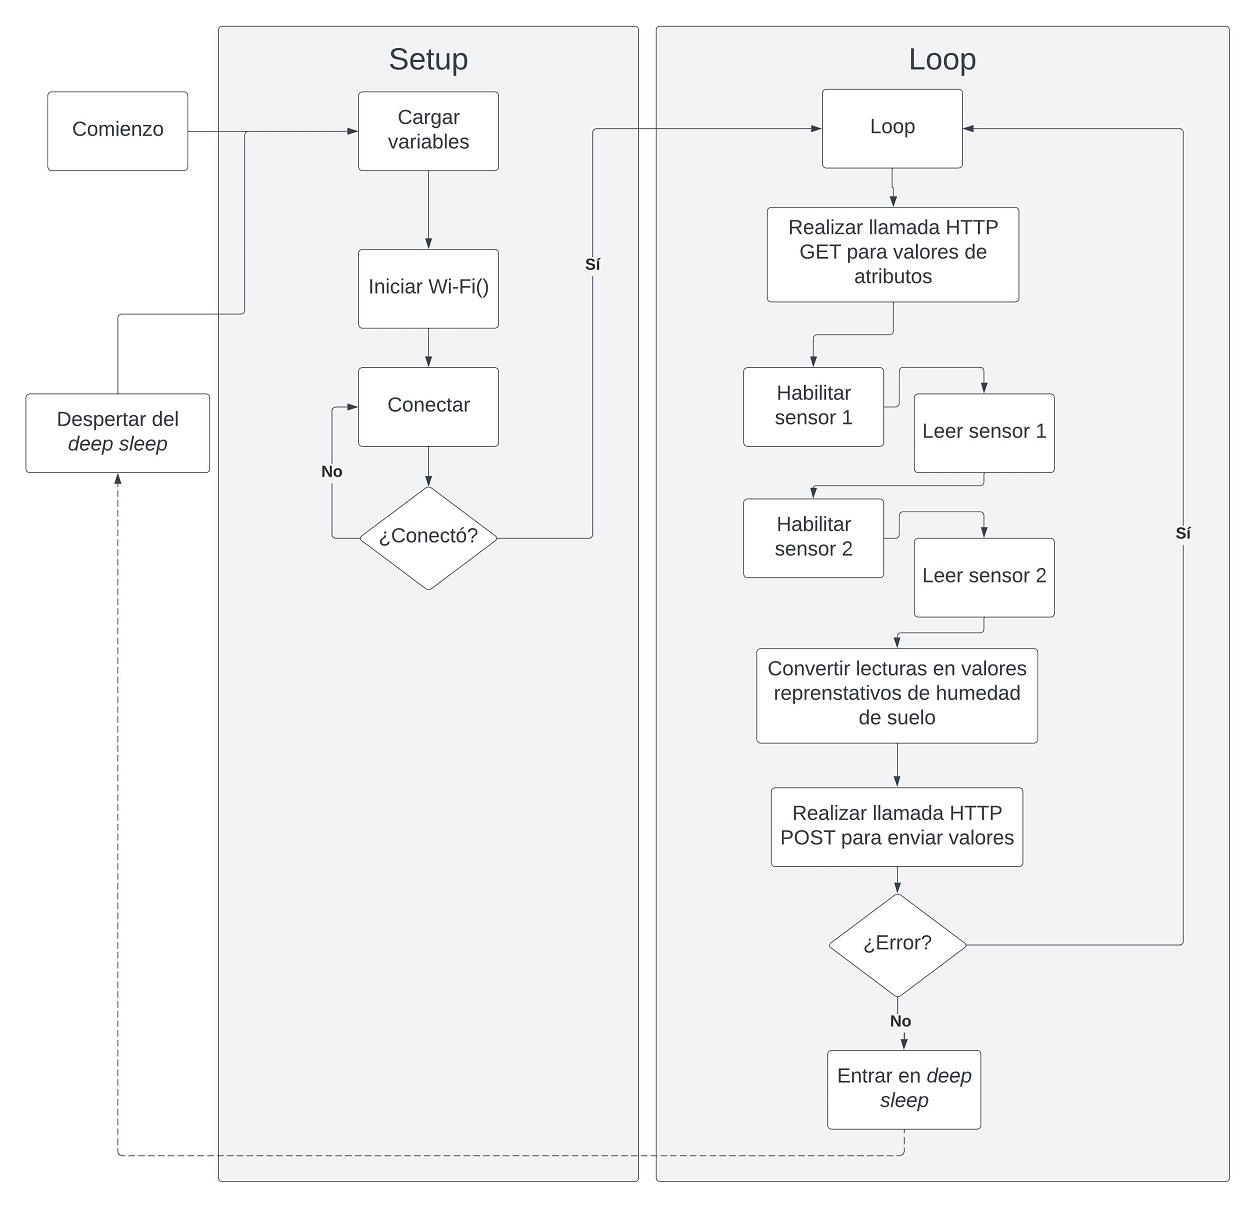 Setup
Loop
Comienzo
Cargar
variables
Iniciar Wi-Fi()
Conectar
No
¿Conectó?
Sí
Despertar del
deep sleep
Loop
Realizar llamada HTTP
GET para valores de
atributos
Habilitar
sensor 1
Leer sensor 1
Habilitar
sensor 2
Leer sensor 2
Convertir lecturas en valores
reprenstativos de humedad
de suelo
Realizar llamada HTTP
POST para enviar valores
¿Error?
Sí
No
Entrar en deep
sleep